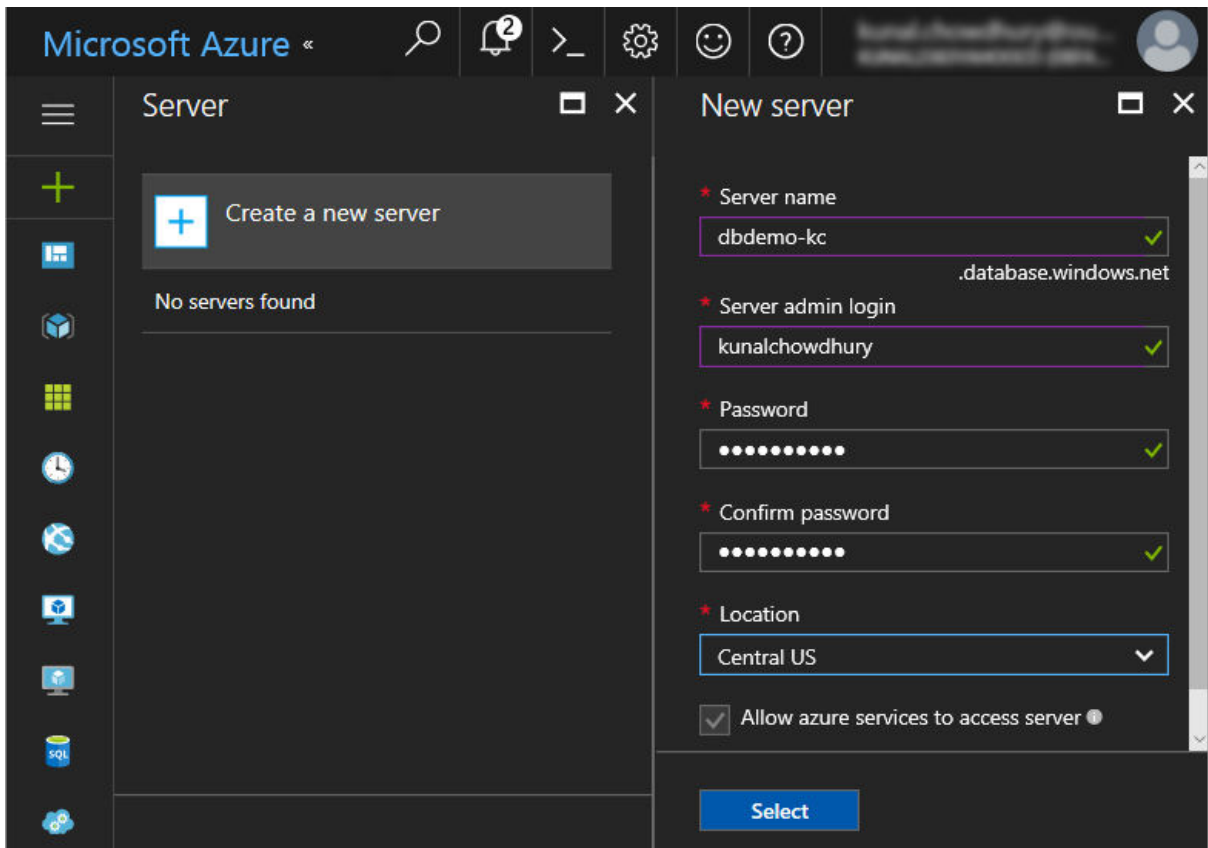 Microsoft Azure «
2
>_
?
Server
Create a new server
No servers found
SQL
New server
* Server name
dbdemo-kc
.database.windows.net
* Server admin login
kunalchowdhury
* Password
••••••••••
* Confirm password
••••••••••
* Location
Central US
Allow azure services to access server
Select